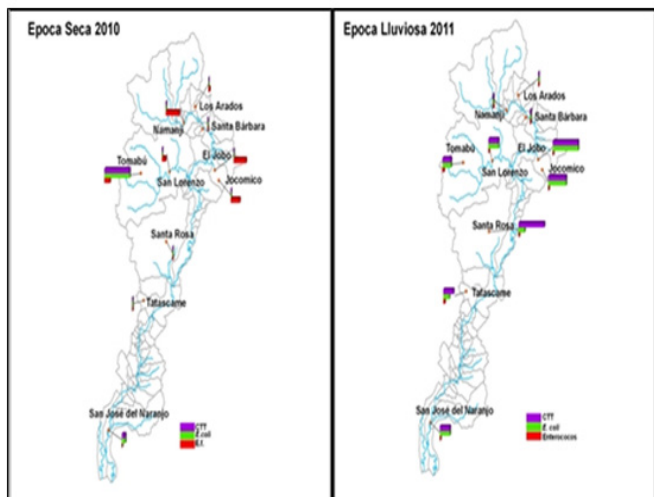 Epoca Seca 2010
Los Arados
Namanjí
Santa Bárbara
El Jobo
Tomabú
San Lorenzo
Jocomico
Santa Rosa
Tatascame
San José del Naranjo
CTT
E.coli
E.f.
Epoca Lluviosa 2011
Los Arados
Namanjí
Santa Bárbara
El Jobo
Tomabú
San Lorenzo
Jocomico
Santa Rosa
Tatascame
San José del Naranjo
CTT
E. coli
Enterococos